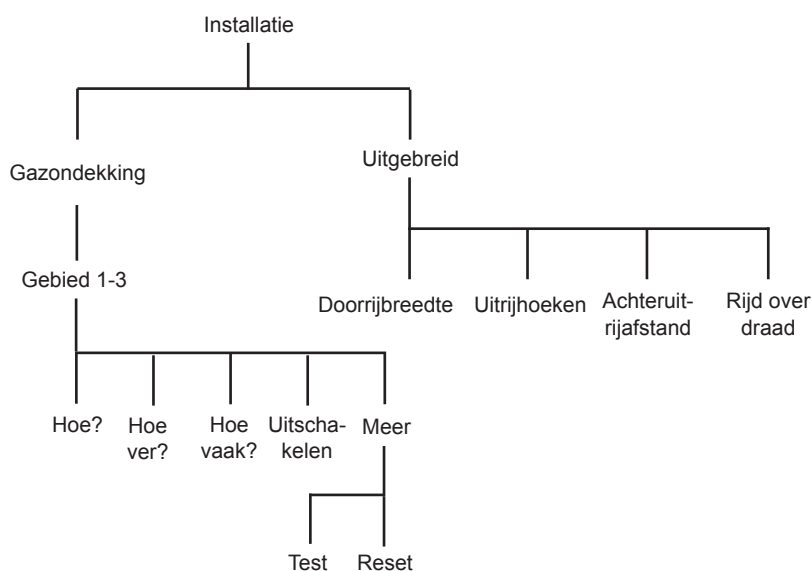 Installatie
Gazondekking
Uitgebreid
Gebied 1-3
Doorrijbreedte
Uitrijhoeken
Achteruit-
rijafstand
Rijd over
draad
Hoe?
Hoe
ver?
Hoe
vaak?
Uitscha-
kelen
Meer
Test
Reset